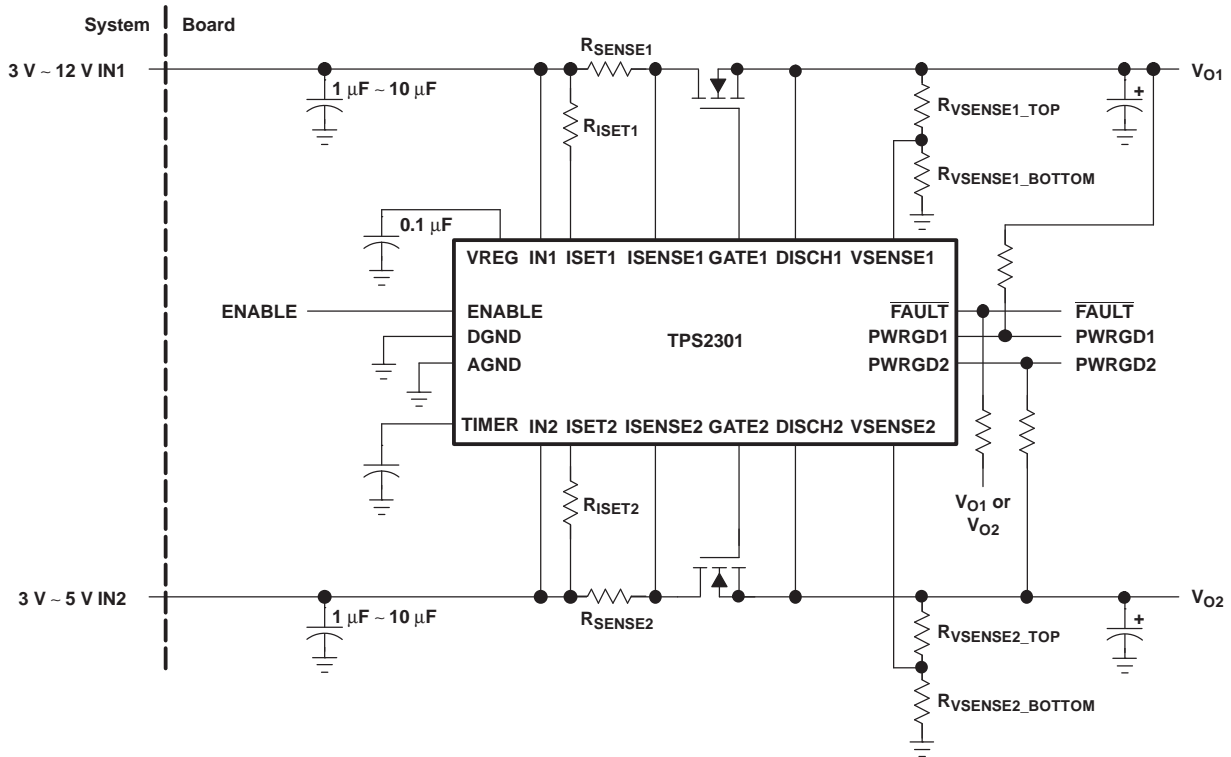 System
Board
3 V ~ 12 V IN1
RSENSE1
VO1
1 μF ~ 10 μF
RISET1
RVSENSE1_TOP
+
RVSENSE1_BOTTOM
0.1 μF
VREG IN1 ISET1 ISENSE1 GATE1 DISCH1 VSENSE1
ENABLE
ENABLE
FAULT
FAULT
DGND
TPS2301
PWRGD1
PWRGD1
AGND
PWRGD2
PWRGD2
TIMER IN2 ISET2 ISENSE2 GATE2 DISCH2 VSENSE2
RISET2
VO1 or
VO2
3 V ~ 5 V IN2
RSENSE2
VO2
1 μF ~ 10 μF
RVSENSE2_TOP
+
RVSENSE2_BOTTOM